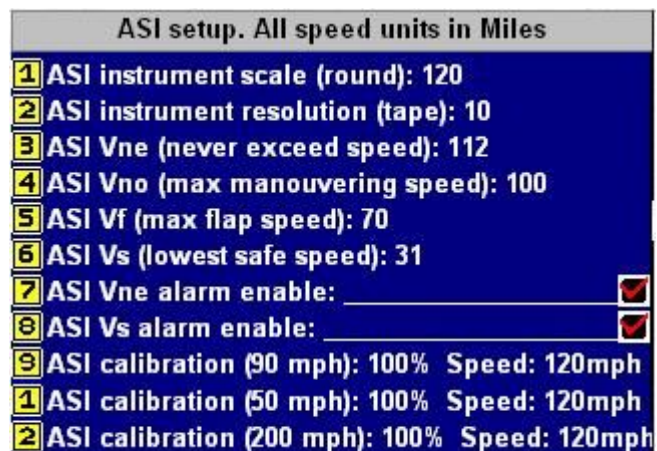 ASI setup. All speed units in Miles
1 ASI instrument scale (round): 120
2 ASI instrument resolution (tape): 10
3 ASI Vne (never exceed speed): 112
4 ASI Vno (max manouvering speed): 100
5 ASI Vf (max flap speed): 70
6 ASI Vs (lowest safe speed): 31
7 ASI Vne alarm enable:
8 ASI Vs alarm enable:
9 ASI calibration (90 mph): 100% Speed: 120mph
1 ASI calibration (50 mph): 100% Speed: 120mph
2 ASI calibration (200 mph): 100% Speed: 120mph